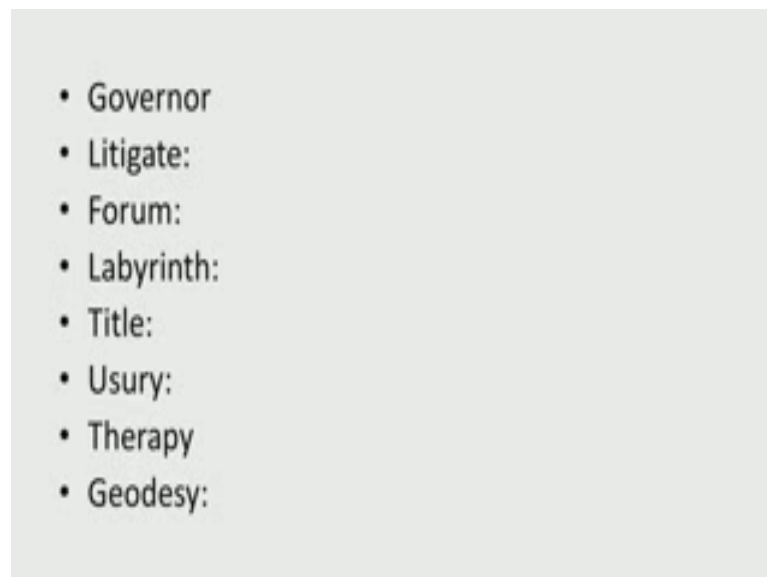 • Governor
• Litigate:
• Forum:
• Labyrinth:
• Title:
• Usury:
• Therapy
• Geodesy: